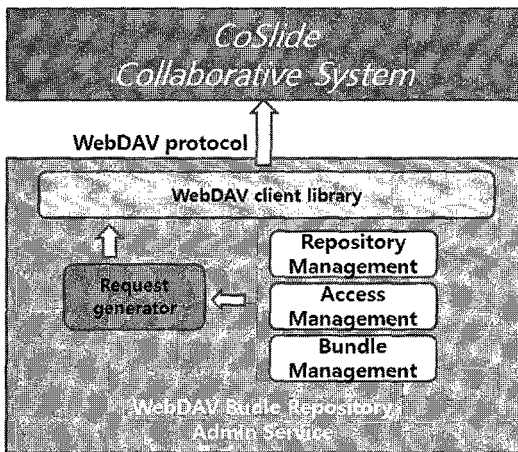 CoSlide
Collaborative System
WebDAV protocol
WebDAV client library
Repository
Management
Request
generator
Access
Management
Bundle
Management
WebDAV Budle Repository
Admin Service